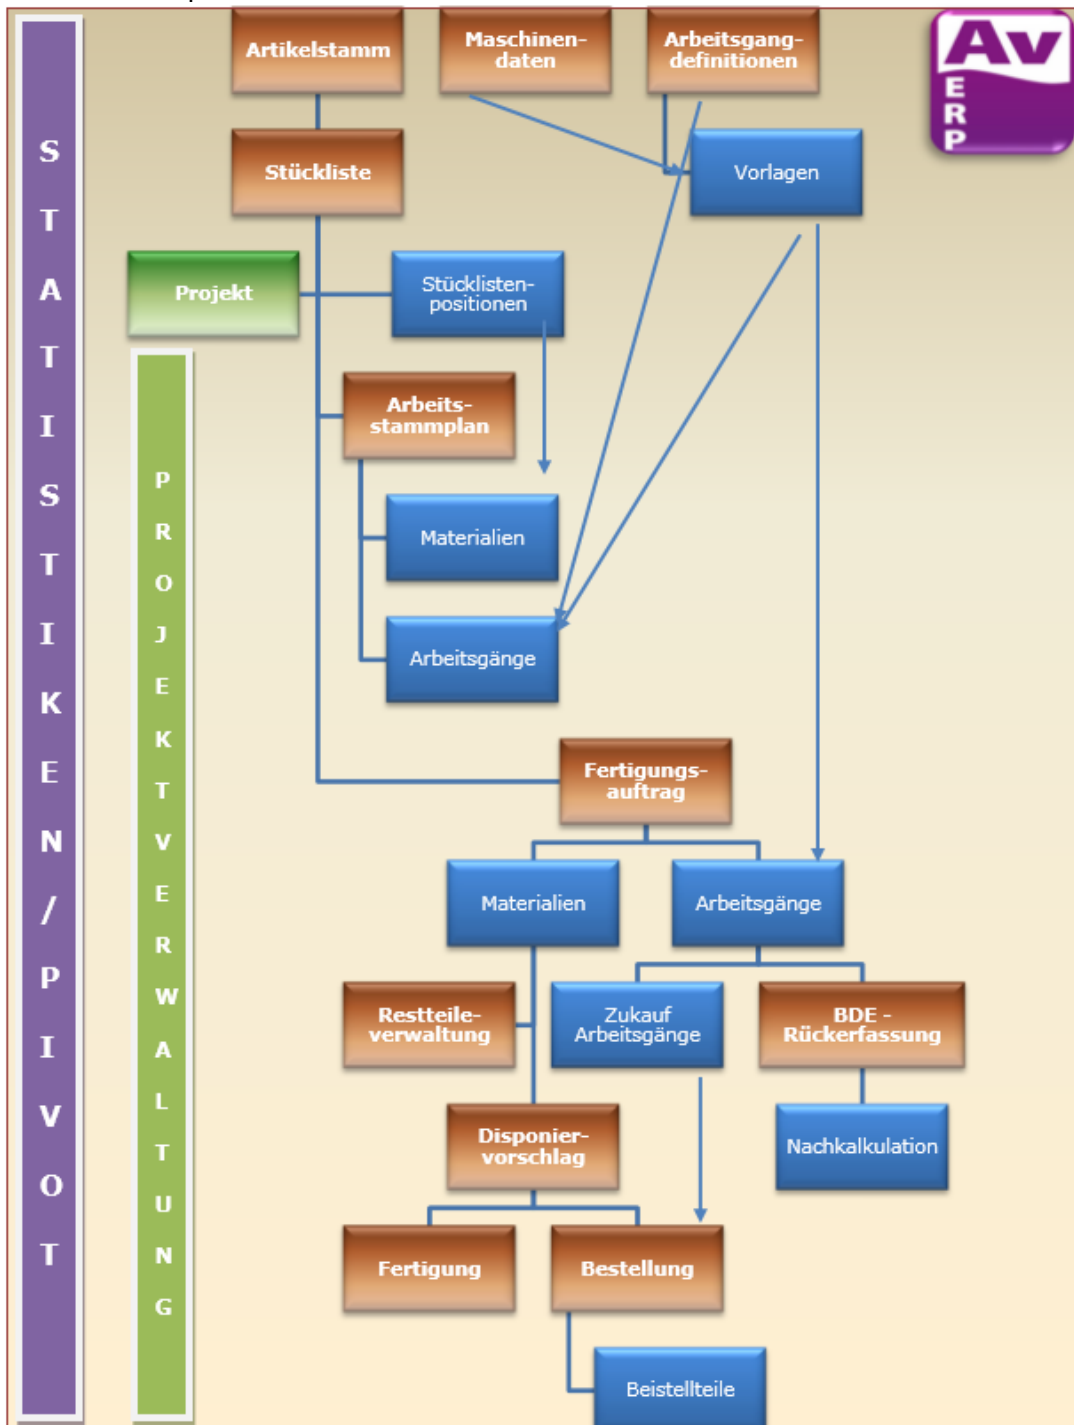 Artikelstamm
Maschinen-
daten
Arbeitsgang-
definitionen
Av
ERP
Stückliste
Vorlagen
Projekt
Stücklisten-
positionen
Arbeits-
stammplan
Materialien
Arbeitsgänge
Fertigungs-
auftrag
Materialien
Arbeitsgänge
Restteile-
verwaltung
Zukauf
Arbeitsgänge
BDE -
Rückerfassung
Disponier-
vorschlag
Nachkalkulation
Fertigung
Bestellung
Beistellteile
STATISTIKEN/PIVOT
PROJEKTVERWALTUNG